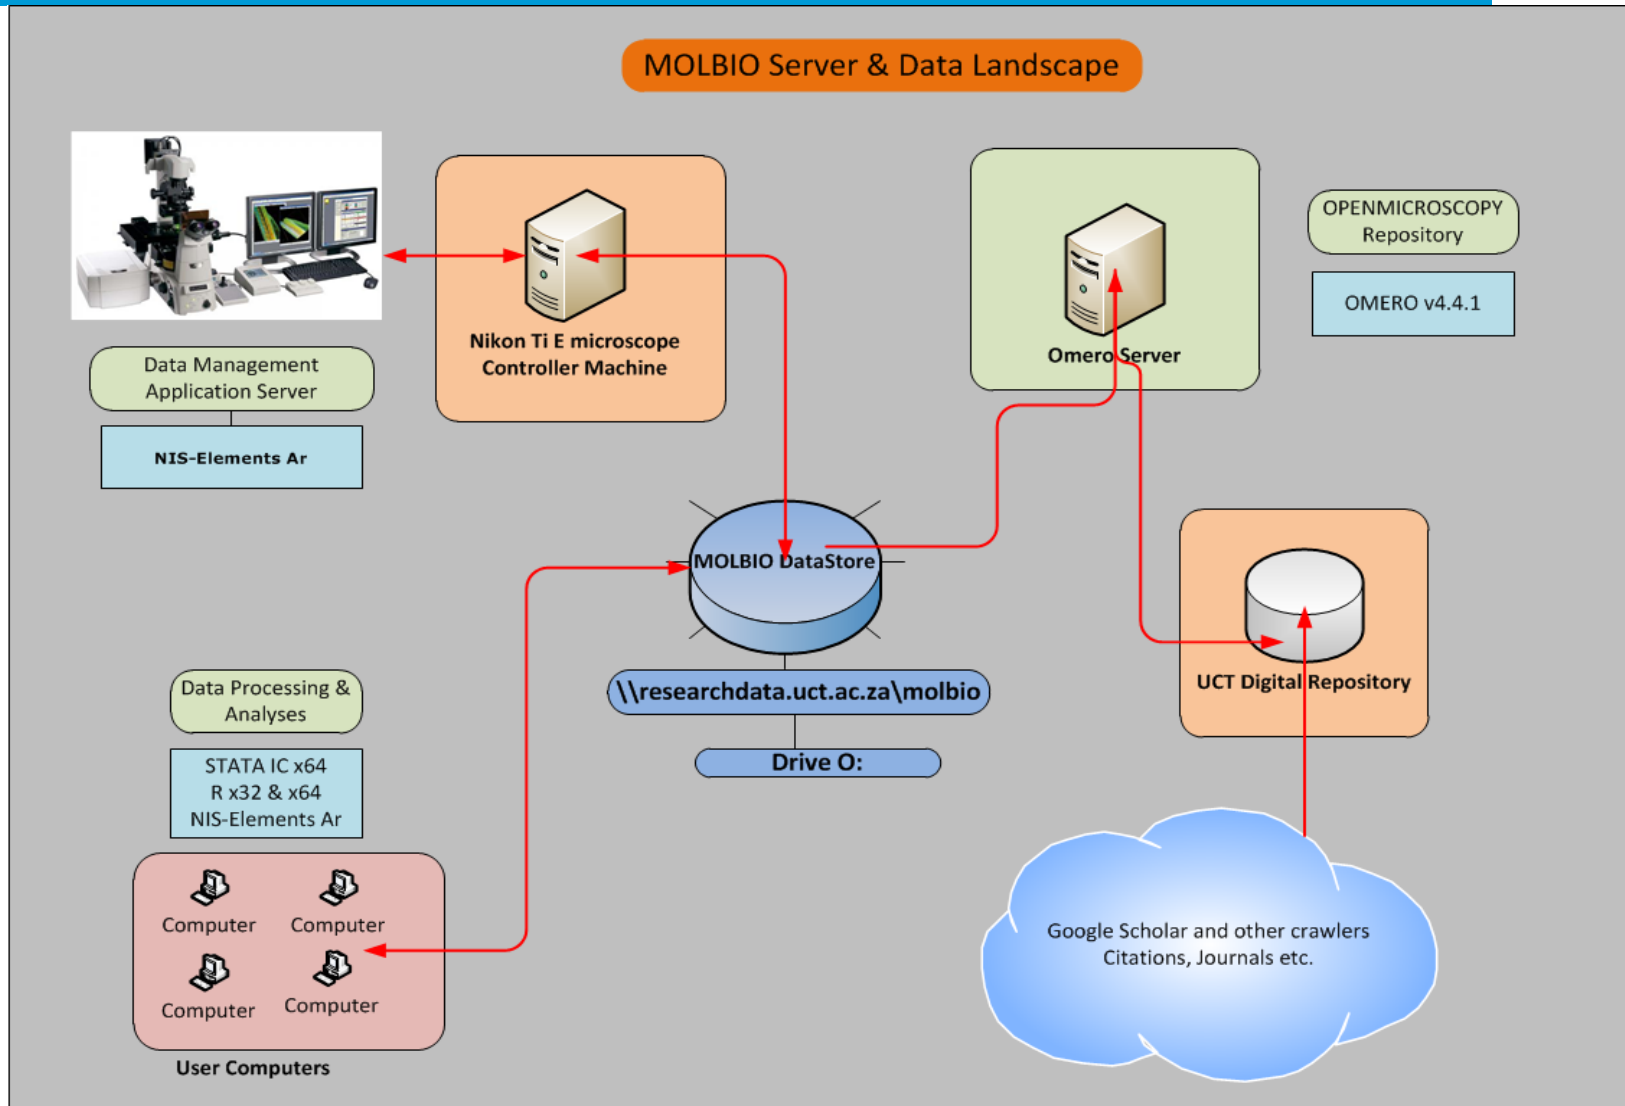 MOLBIO Server & Data Landscape
Nikon Ti E microscope
Controller Machine
Omero Server
OPENMICROSCOPY
Repository
OMERO v4.4.1
Data Management
Application Server
NIS-Elements Ar
MOLBIO DataStore
\\researchdata.uct.ac.za\molbio
Drive O:
UCT Digital Repository
Data Processing &
Analyses
STATA IC x64
R x32 & x64
NIS-Elements Ar
Computer
Computer
Computer
Computer
User Computers
Google Scholar and other crawlers
Citations, Journals etc.